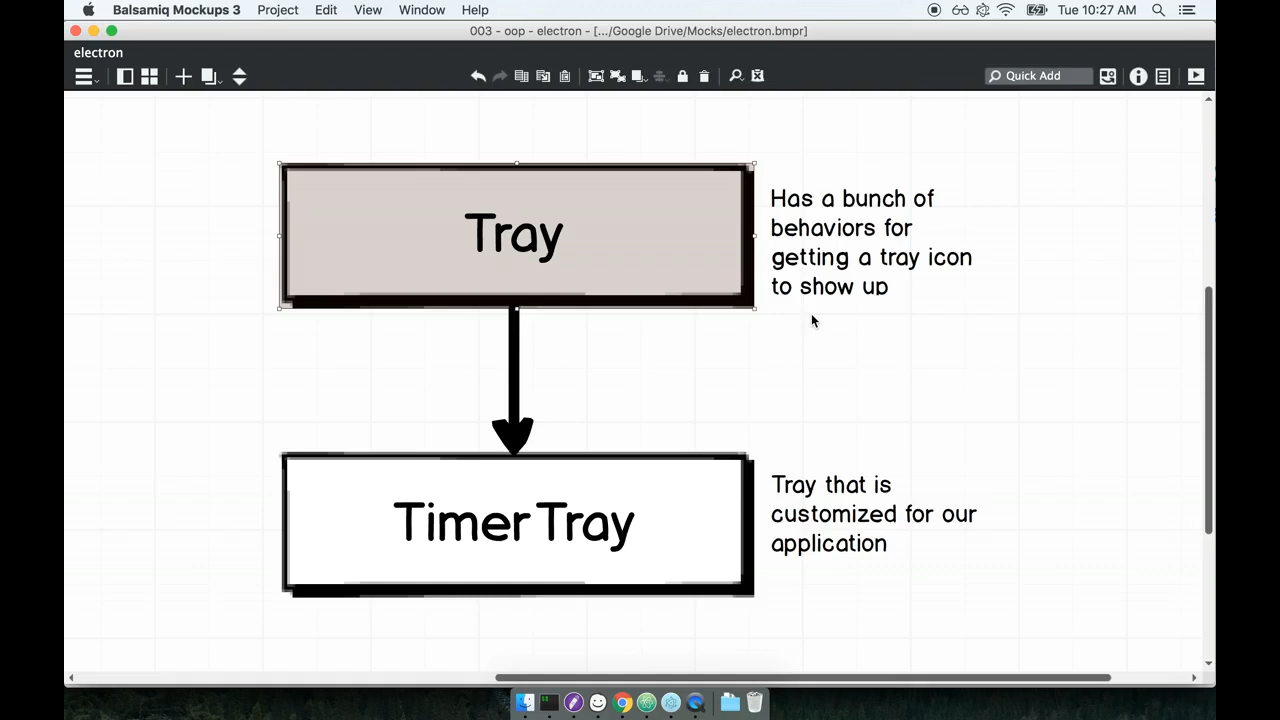 Balsamiq Mockups 3 Project Edit View Window Help Tue 10:27 AM
003 - oop - electron - [.../Google Drive/Mocks/electron.bmpr]
electron
Quick Add
Tray
Has a bunch of
behaviors for
getting a tray icon
to show up
Timer Tray
Tray that is
customized for our
application